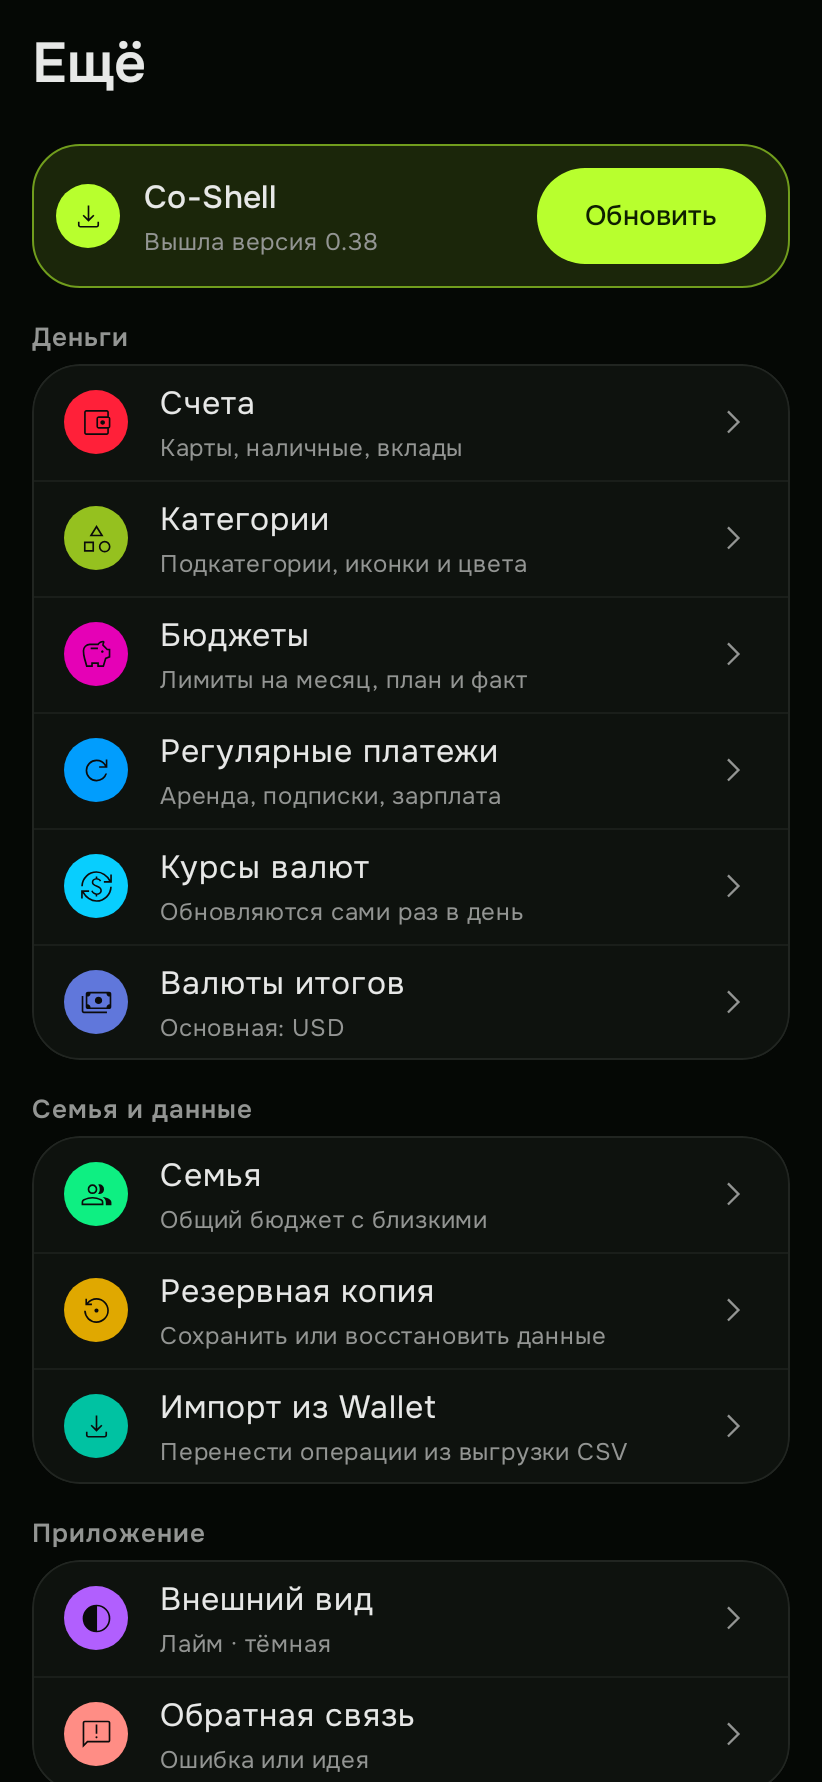 Ещё
Co-Shell
Вышла версия 0.38
Обновить
Деньги
Счета
Карты, наличные, вклады
Категории
Подкатегории, иконки и цвета
Бюджеты
Лимиты на месяц, план и факт
Регулярные платежи
Аренда, подписки, зарплата
Курсы валют
Обновляются сами раз в день
Валюты итогов
Основная: USD
Семья и данные
Семья
Общий бюджет с близкими
Резервная копия
Сохранить или восстановить данные
Импорт из Wallet
Перенести операции из выгрузки CSV
Приложение
Внешний вид
Лайм · тёмная
Обратная связь
Ошибка или идея